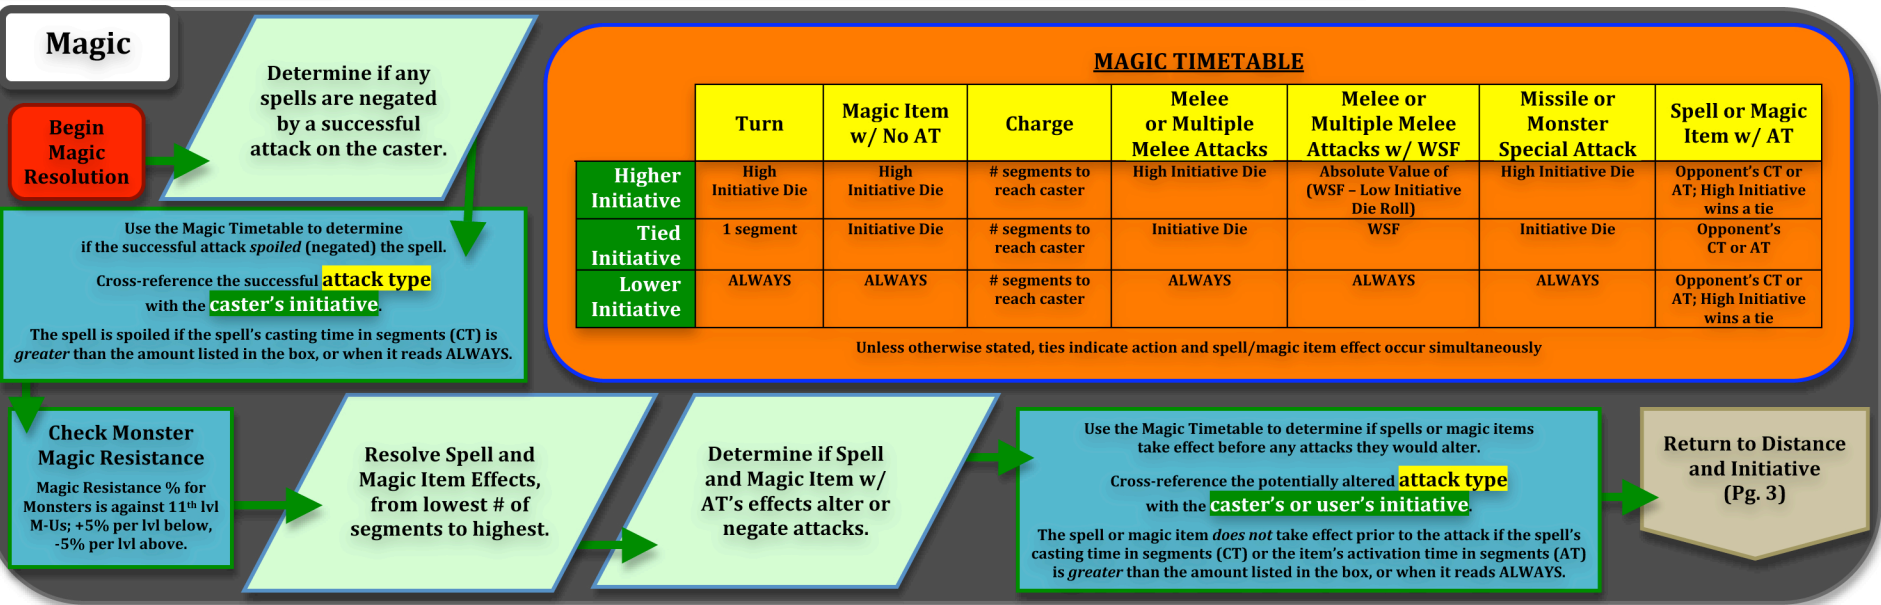 Magic
Begin
Magic
Resolution
Determine if any
spells are negated
by a successful
attack on the caster.
Use the Magic Timetable to determine
if the successful attack spoiled (negated) the spell.
Cross-reference the successful attack type
with the caster's initiative.
The spell is spoiled if the spell's casting time in segments (CT) is
greater than the amount listed in the box, or when it reads ALWAYS.
MAGIC TIMETABLE
Turn
Magic Item
w/ No AT
Charge
Melee
or Multiple
Melee Attacks
Melee or
Multiple Melee
Attacks w/ WSF
Missile or
Monster
Special Attack
Spell or Magic
Item w/ AT
Higher
Initiative
High
Initiative Die
High
Initiative Die
# segments to
reach caster
High Initiative Die
Absolute Value of
(WSF – Low Initiative
Die Roll)
High Initiative Die
Opponent's CT or
AT; High Initiative
wins a tie
Tied
Initiative
1 segment
Initiative Die
# segments to
reach caster
Initiative Die
WSF
Initiative Die
Opponent's
CT or AT
Lower
Initiative
ALWAYS
ALWAYS
# segments to
reach caster
ALWAYS
ALWAYS
ALWAYS
Opponent's CT or
AT; High Initiative
wins a tie
Unless otherwise stated, ties indicate action and spell/magic item effect occur simultaneously
Check Monster
Magic Resistance
Magic Resistance % for
Monsters is against 11th lvl
M-Us; +5% per lvl below,
-5% per lvl above.
Resolve Spell and
Magic Item Effects,
from lowest # of
segments to highest.
Determine if Spell
and Magic Item w/
AT's effects alter or
negate attacks.
Use the Magic Timetable to determine if spells or magic items
take effect before any attacks they would alter.
Cross-reference the potentially altered attack type
with the caster's or user's initiative.
The spell or magic item does not take effect prior to the attack if the spell's
casting time in segments (CT) or the item's activation time in segments (AT)
is greater than the amount listed in the box, or when it reads ALWAYS.
Return to Distance
and Initiative
(Pg. 3)